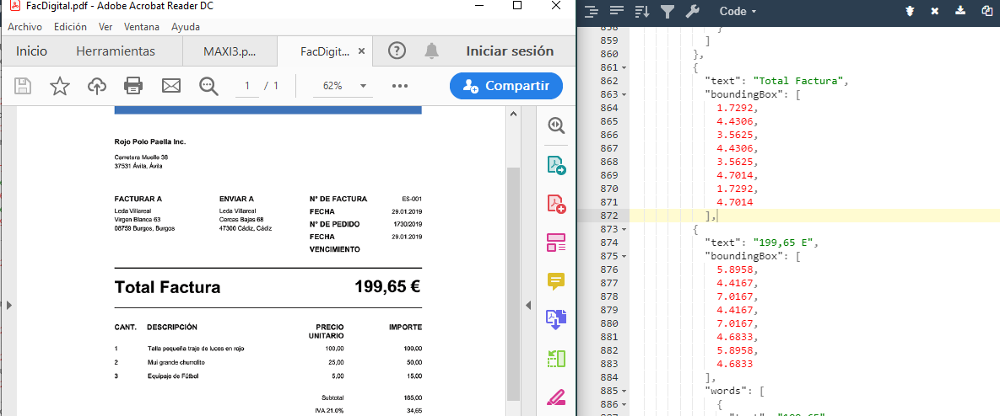 FacDigital.pdf - Adobe Acrobat Reader DC
Archivo Edición Ver Ventana Ayuda
Inicio Herramientas MAXI3.p... FacDigit... × ? Iniciar sesión
1 / 1 62% ••• Compartir
Rojo Polo Paella Inc.
Carretera Muelle 38
37531 Ávila, Ávila
FACTURAR A ENVIAR A Nº DE FACTURA ES-001
Leda Villareal Leda Villareal FECHA 29.01.2019
Virgen Blanca 63 Cercas Bajas 68 Nº DE PEDIDO 1730/2019
08759 Burgos, Burgos 47300 Cádiz, Cádiz FECHA 29.01.2019
VENCIMIENTO
Total Factura 199,65 €
CANT. DESCRIPCIÓN PRECIO UNITARIO IMPORTE
1 Talla pequeña traje de luces en rojo 100,00 100,00
2 Mui grande churrolito 25,00 50,00
3 Equipaje de Fútbol 5,00 15,00
Subtotal 165,00
IVA 21.0% 34,65
Code
858 }
859 ]
860 },
861 {
862 "text": "Total Factura",
863 "boundingBox": [
864 1.7292,
865 4.4306,
866 3.5625,
867 4.4306,
868 3.5625,
869 4.7014,
870 1.7292,
871 4.7014
872 ],
873 {
874 "text": "199,65 E",
875 "boundingBox": [
876 5.8958,
877 4.4167,
878 7.0167,
879 4.4167,
880 7.0167,
881 4.6833,
882 5.8958,
883 4.6833
884 ],
885 "words": [
886 {